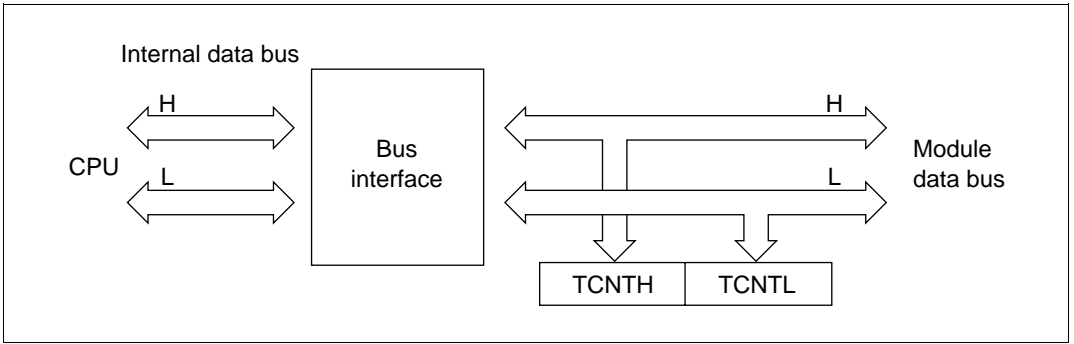 Internal data bus
H
H
CPU
Bus
interface
Module
data bus
L
L
TCNTH
TCNTL